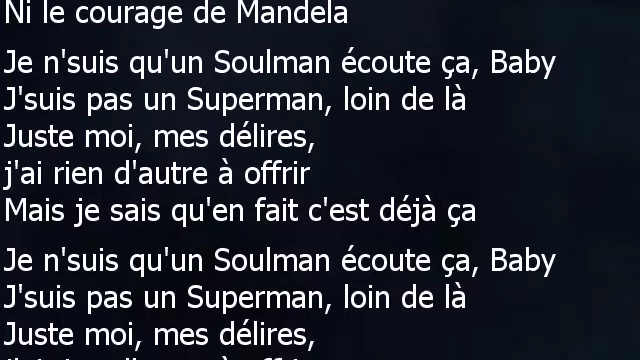 Ni le courage de Mandela
Je n'suis qu'un Soulman écoute ça, Baby
J'suis pas un Superman, loin de là
Juste moi, mes délires,
j'ai rien d'autre à offrir
Mais je sais qu'en fait c'est déjà ça
Je n'suis qu'un Soulman écoute ça, Baby
J'suis pas un Superman, loin de là
Juste moi, mes délires,